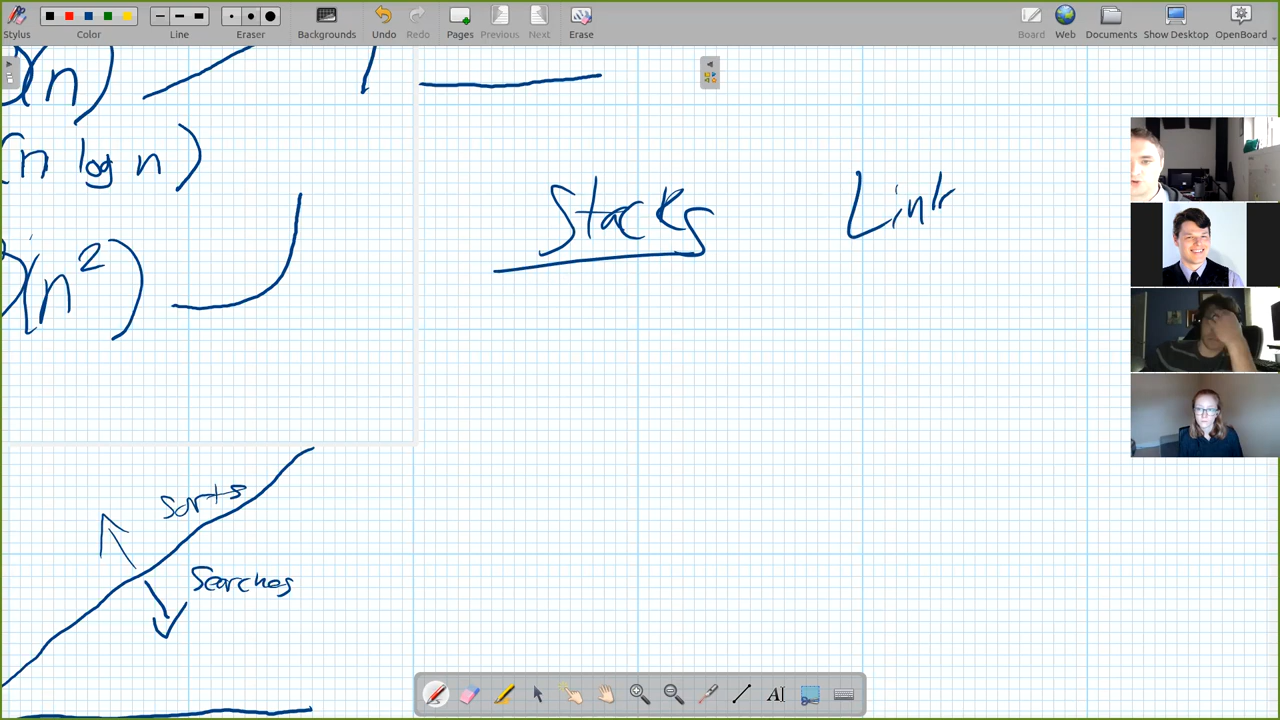 Stylus Color Line Eraser Backgrounds Undo Redo Pages Previous Next Erase Board Web Documents Show Desktop OpenBoard
(n)
(n log n)
(n²)
Stacks
Link
Sorts
Searches
AI